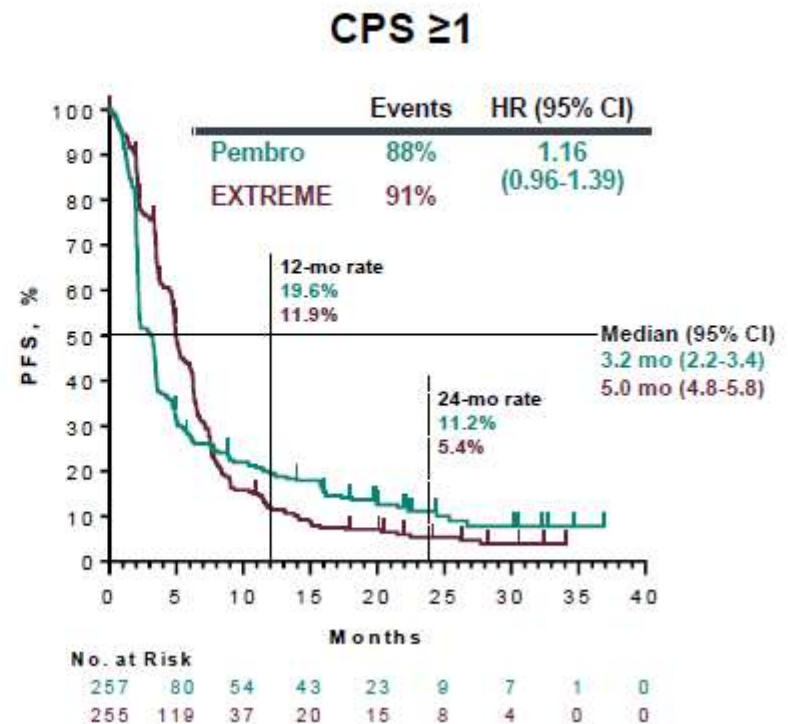 CPS ≥1
Events HR (95% CI)
Pembro 88% 1.16
(0.96-1.39)
EXTREME 91%
PFS, %
100
90
80
70
60
50
40
30
20
10
0
12-mo rate
19.6%
11.9%
Median (95% CI)
3.2 mo (2.2-3.4)
5.0 mo (4.8-5.8)
24-mo rate
11.2%
5.4%
0 5 10 15 20 25 30 35 40
Months
No. at Risk
257 80 54 43 23 9 7 1 0
255 119 37 20 15 8 4 0 0